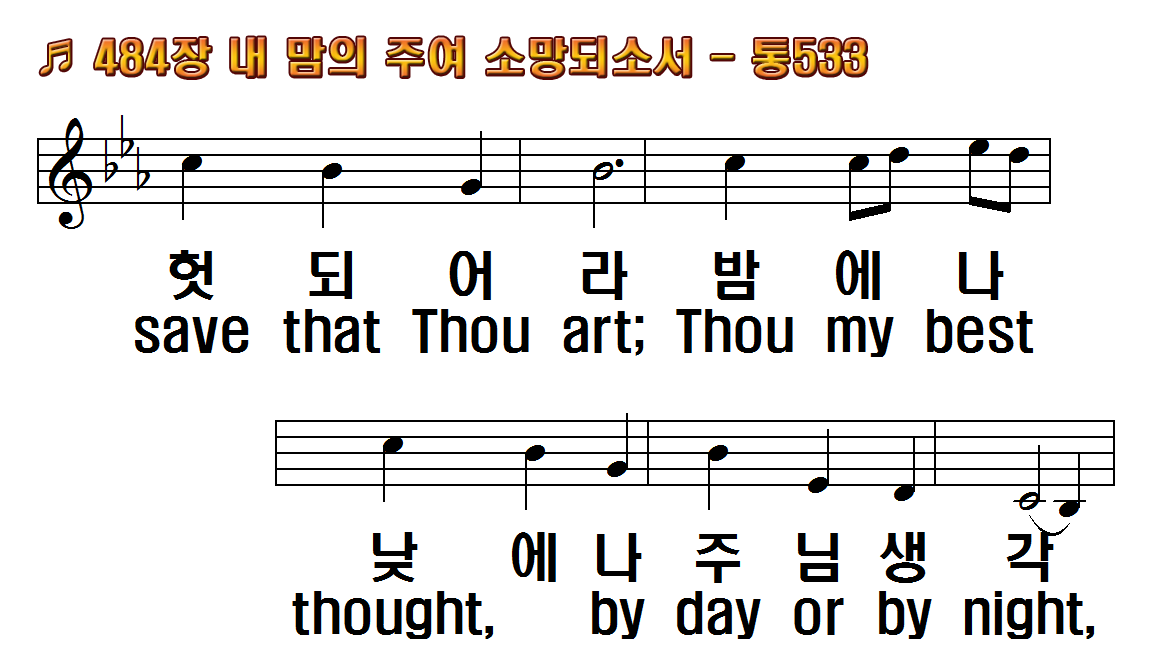 484장 내 맘의 주여 소망되소서 - 통533
헛 되 어 라 밤 에 나
save that Thou art; Thou my best
낮 에 나 주 님 생 각
thought, by day or by night,